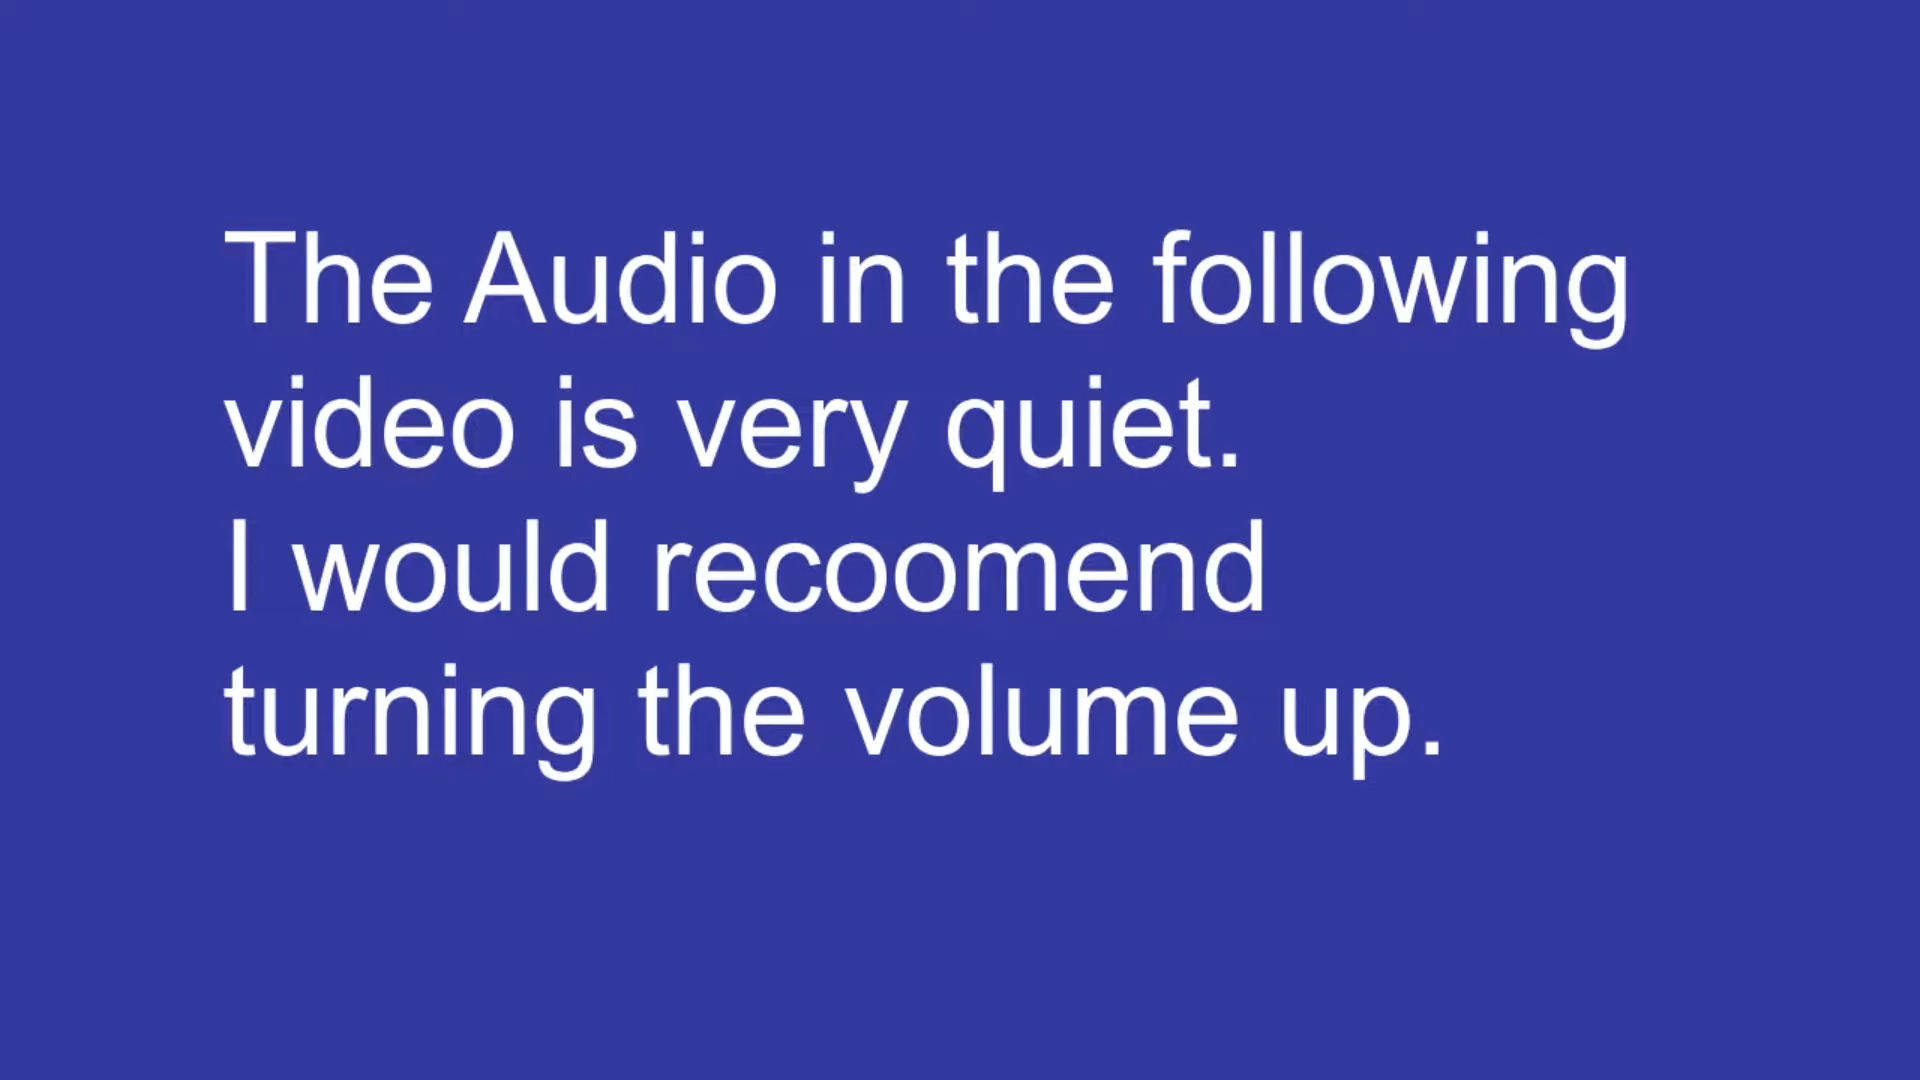 The Audio in the following
video is very quiet.
I would recoomend
turning the volume up.